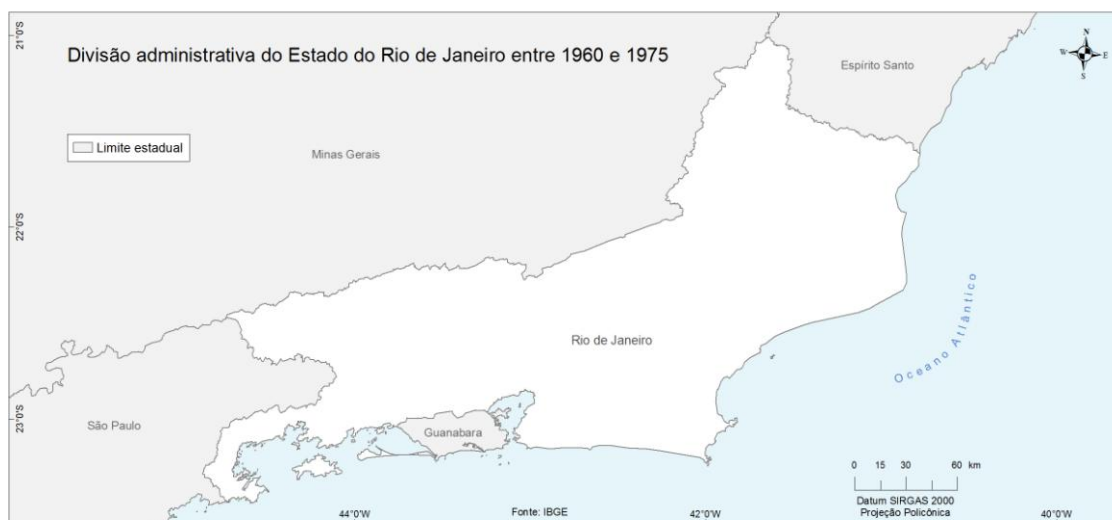 21°0'S
Divisão administrativa do Estado do Rio de Janeiro entre 1960 e 1975
N
W
E
S
Espírito Santo
Limite estadual
Minas Gerais
22°0'S
Oceano Atlântico
Rio de Janeiro
23°0'S
São Paulo
Guanabara
0 15 30 60 km
Datum SIRGAS 2000
Projeção Policônica
44°0'W
Fonte: IBGE
42°0'W
40°0'W